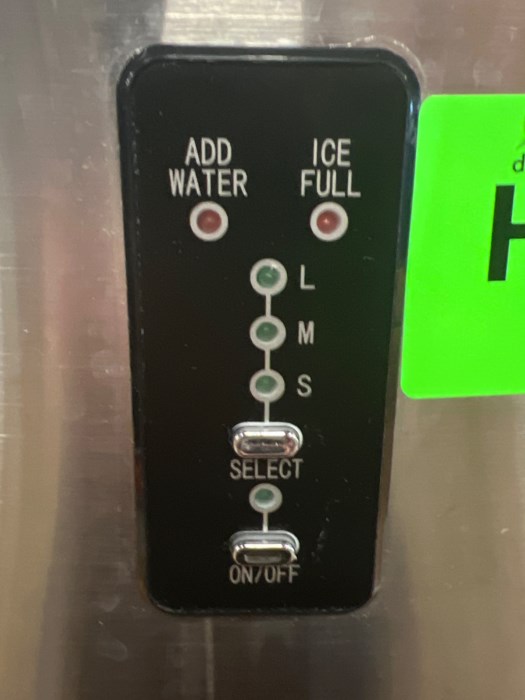 ADD
WATER
ICE
FULL
L
M
S
SELECT
ON/OFF
d
H